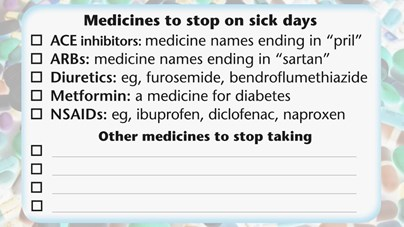 Medicines to stop on sick days
ACE inhibitors: medicine names ending in “pril”
ARBs: medicine names ending in “sartan”
Diuretics: eg, furosemide, bendroflumethiazide
Metformin: a medicine for diabetes
NSAIDs: eg, ibuprofen, diclofenac, naproxen
Other medicines to stop taking